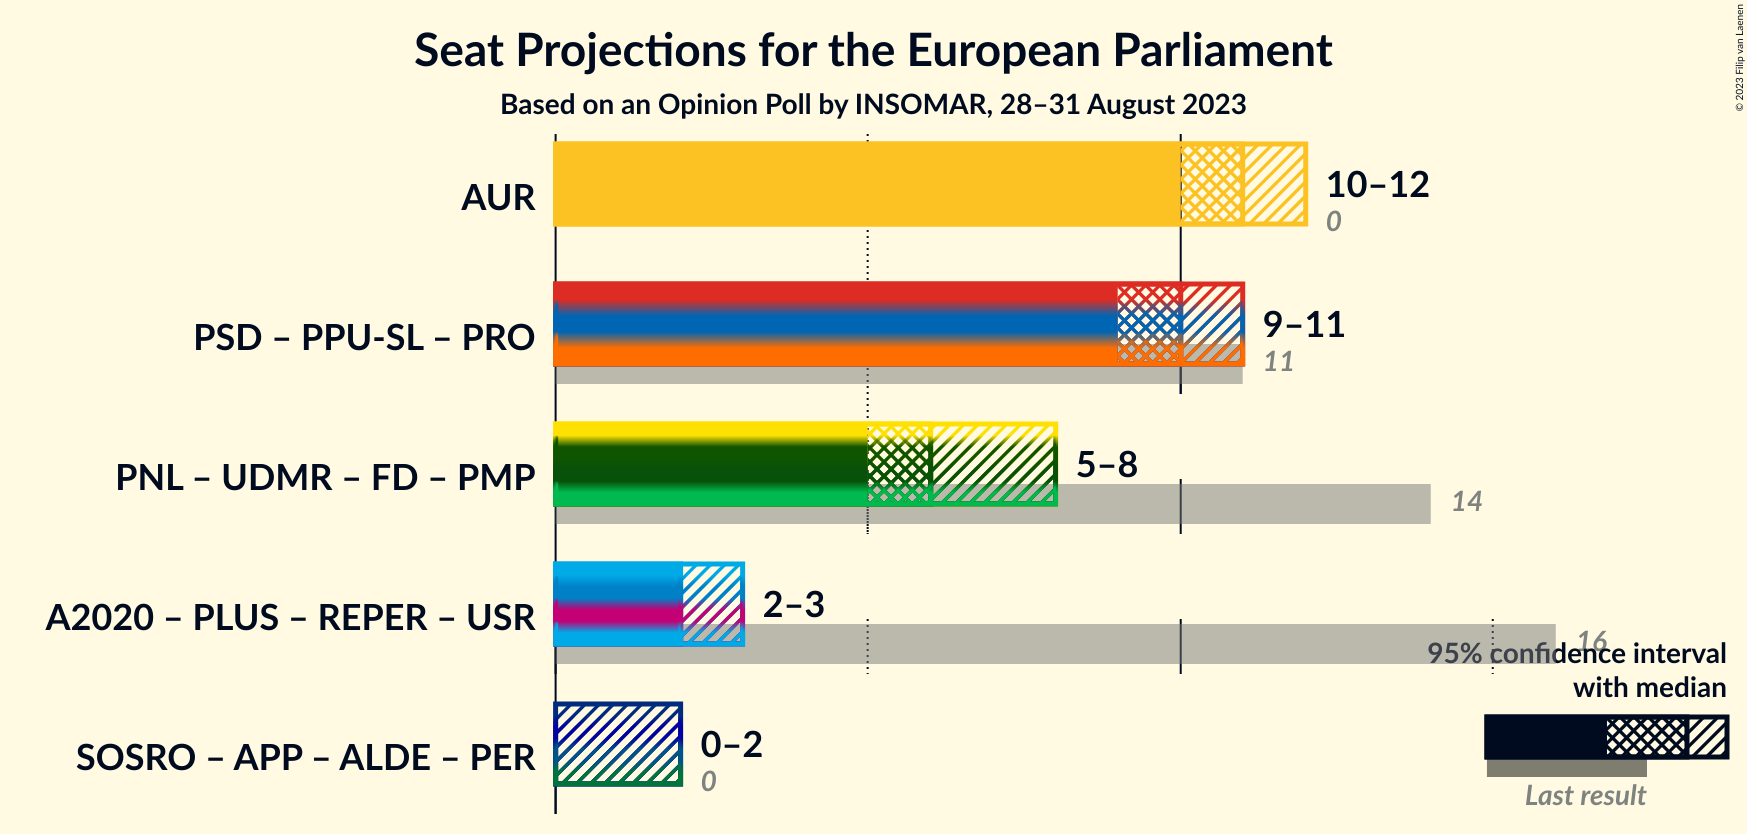 Seat Projections for the European Parliament
Based on an Opinion Poll by INSOMAR, 28–31 August 2023
© 2023 Filip van Laenen
AUR
10–12
0
PSD – PPU-SL – PRO
9–11
11
PNL – UDMR – FD – PMP
5–8
14
A2020 – PLUS – REPER – USR
2–3
16
95% confidence interval
with median
Last result
SOSRO – APP – ALDE – PER
0–2
0